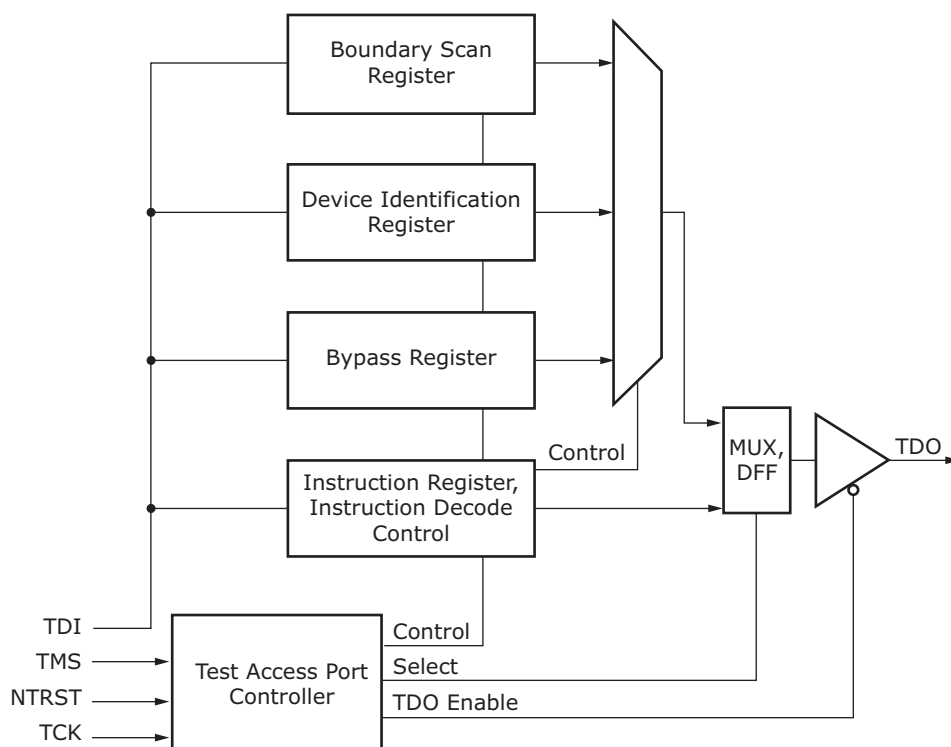 Boundary Scan
Register
Device Identification
Register
Bypass Register
Control
Instruction Register,
Instruction Decode
Control
MUX,
DFF
TDO
TDI
TMS
NTRST
TCK
Test Access Port
Controller
Control
Select
TDO Enable